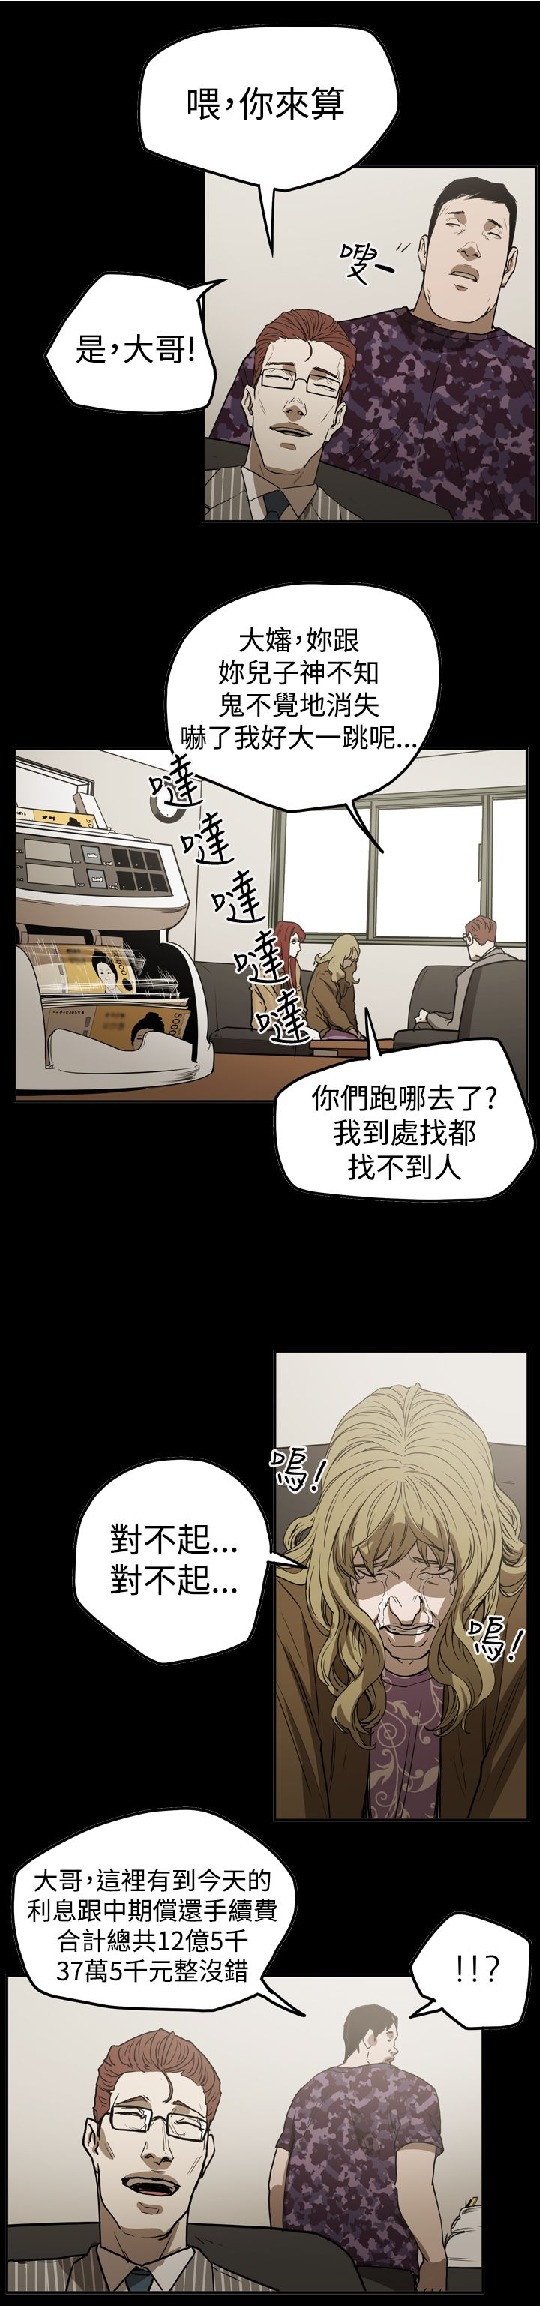 喂,你來算
嗖
是,大哥!
大嬸,妳跟
妳兒子神不知
鬼不覺地消失
嚇了我好大一跳呢...
噠
噠
噠
噠
噠
你們跑哪去了?
我到處找都
找不到人
嗚!
對不起...
對不起...
嗚!
大哥,這裡有到今天的
利息跟中期償還手續費
合計總共12億5千
37萬5千元整沒錯
!!?